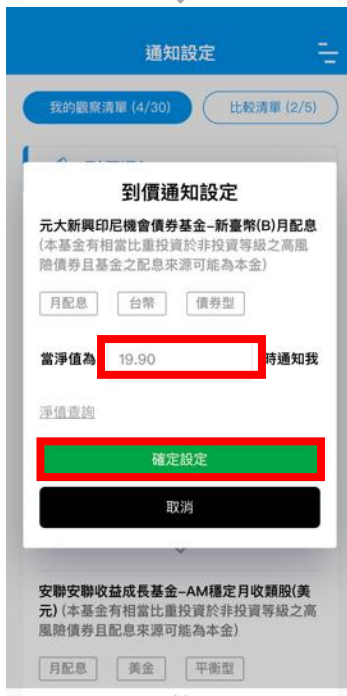 通知設定
我的觀察清單 (4/30)
比較清單 (2/5)
到價通知設定
元大新興印尼機會債券基金–新臺幣(B)月配息
(本基金有相當比重投資於非投資等級之高風
險債券且基金之配息來源可能為本金)
月配息
台幣
債券型
當淨值為
19.90
時通知我
淨值查詢
確定設定
取消
安聯安聯收益成長基金–AM穩定月收類股(美
元) (本基金有相當比重投資於非投資等級之高
風險債券且配息來源可能為本金)
月配息
美金
平衡型